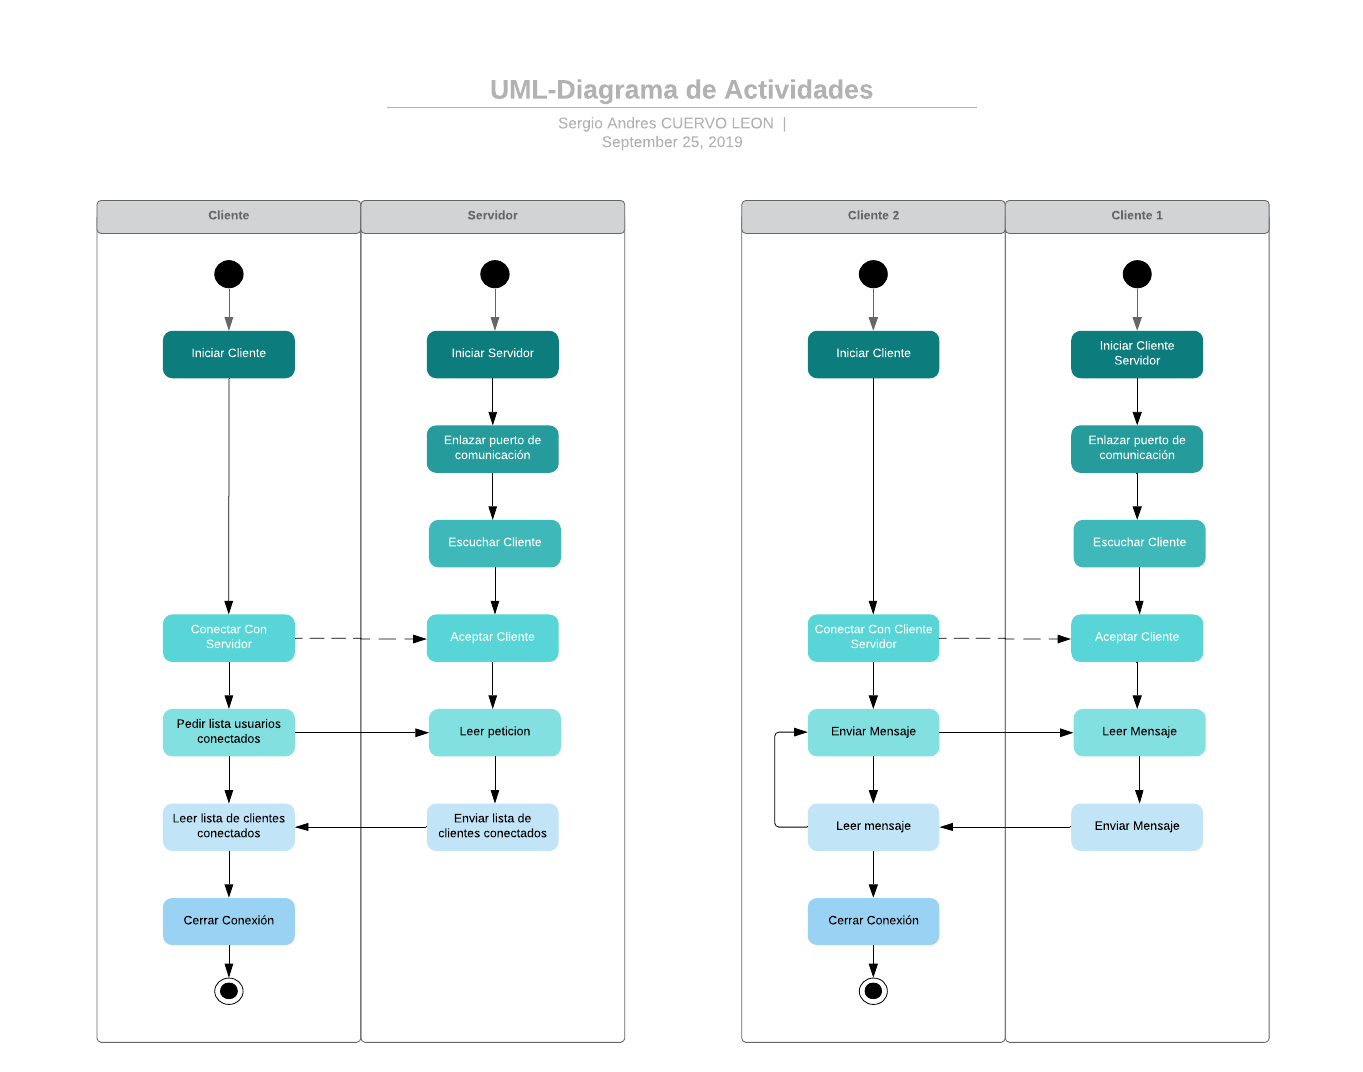 UML-Diagrama de Actividades
Sergio Andres CUERVO LEON |
September 25, 2019
Cliente
Servidor
Iniciar Cliente
Iniciar Servidor
Enlazar puerto de
comunicación
Escuchar Cliente
Conectar Con
Servidor
Aceptar Cliente
Pedir lista usuarios
conectados
Leer peticion
Leer lista de clientes
conectados
Enviar lista de
clientes conectados
Cerrar Conexión
Cliente 2
Cliente 1
Iniciar Cliente
Iniciar Cliente
Servidor
Enlazar puerto de
comunicación
Escuchar Cliente
Conectar Con Cliente
Servidor
Aceptar Cliente
Enviar Mensaje
Leer Mensaje
Leer mensaje
Enviar Mensaje
Cerrar Conexión